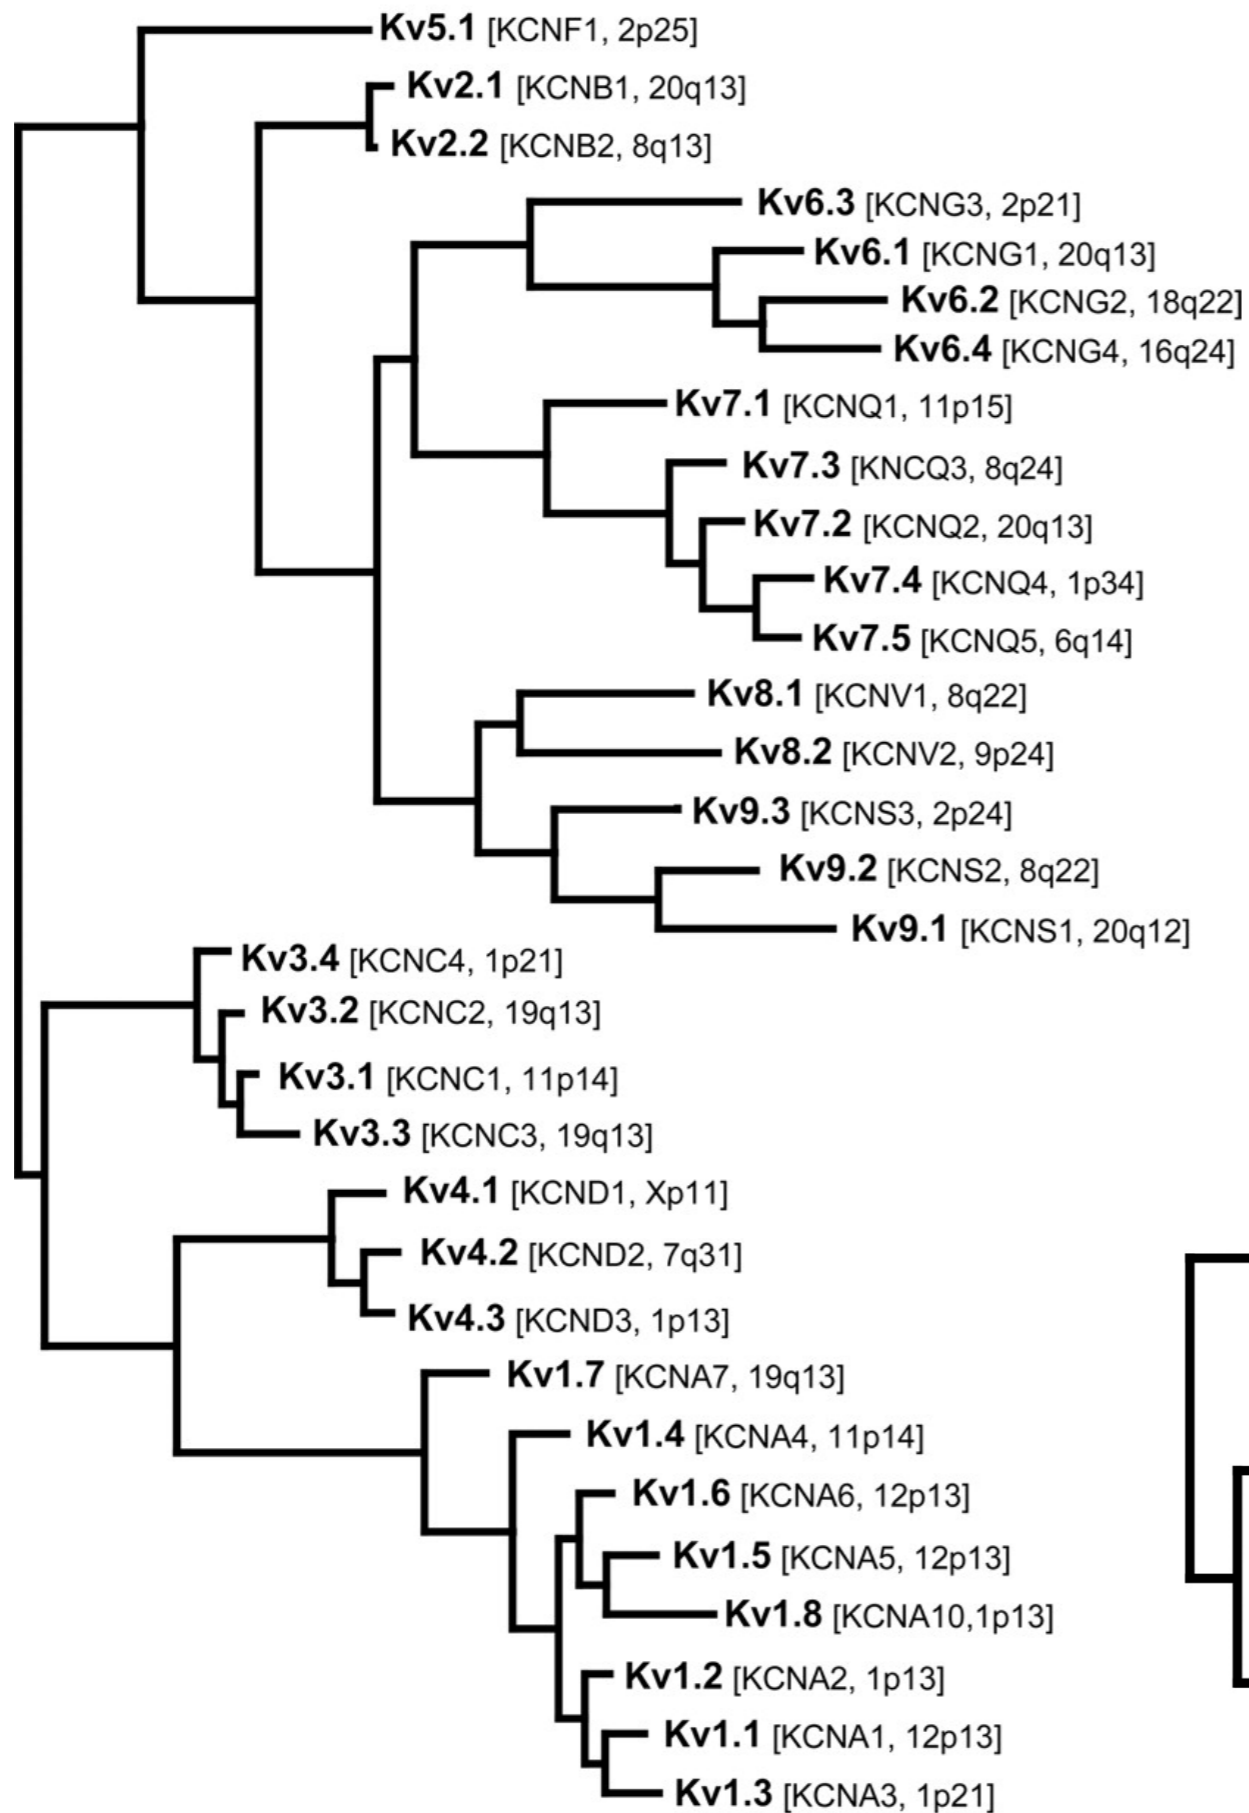 Kv5.1 [KCNF1, 2p25]
Kv2.1 [KCNB1, 20q13]
Kv2.2 [KCNB2, 8q13]
Kv6.3 [KCNG3, 2p21]
Kv6.1 [KCNG1, 20q13]
Kv6.2 [KCNG2, 18q22]
Kv6.4 [KCNG4, 16q24]
Kv7.1 [KCNQ1, 11p15]
Kv7.3 [KNCQ3, 8q24]
Kv7.2 [KCNQ2, 20q13]
Kv7.4 [KCNQ4, 1p34]
Kv7.5 [KCNQ5, 6q14]
Kv8.1 [KCNV1, 8q22]
Kv8.2 [KCNV2, 9p24]
Kv9.3 [KCNS3, 2p24]
Kv9.2 [KCNS2, 8q22]
Kv9.1 [KCNS1, 20q12]
Kv3.4 [KCNC4, 1p21]
Kv3.2 [KCNC2, 19q13]
Kv3.1 [KCNC1, 11p14]
Kv3.3 [KCNC3, 19q13]
Kv4.1 [KCND1, Xp11]
Kv4.2 [KCND2, 7q31]
Kv4.3 [KCND3, 1p13]
Kv1.7 [KCNA7, 19q13]
Kv1.4 [KCNA4, 11p14]
Kv1.6 [KCNA6, 12p13]
Kv1.5 [KCNA5, 12p13]
Kv1.8 [KCNA10,1p13]
Kv1.2 [KCNA2, 1p13]
Kv1.1 [KCNA1, 12p13]
Kv1.3 [KCNA3, 1p21]